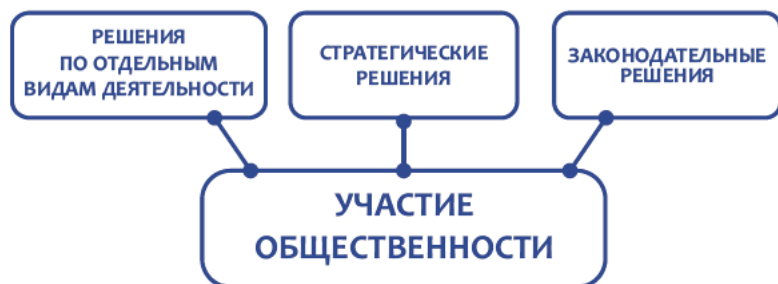 РЕШЕНИЯ
ПО ОТДЕЛЬНЫМ
ВИДАМ ДЕЯТЕЛЬНОСТИ
СТРАТЕГИЧЕСКИЕ
РЕШЕНИЯ
ЗАКОНОДАТЕЛЬНЫЕ
РЕШЕНИЯ
УЧАСТИЕ
ОБЩЕСТВЕННОСТИ